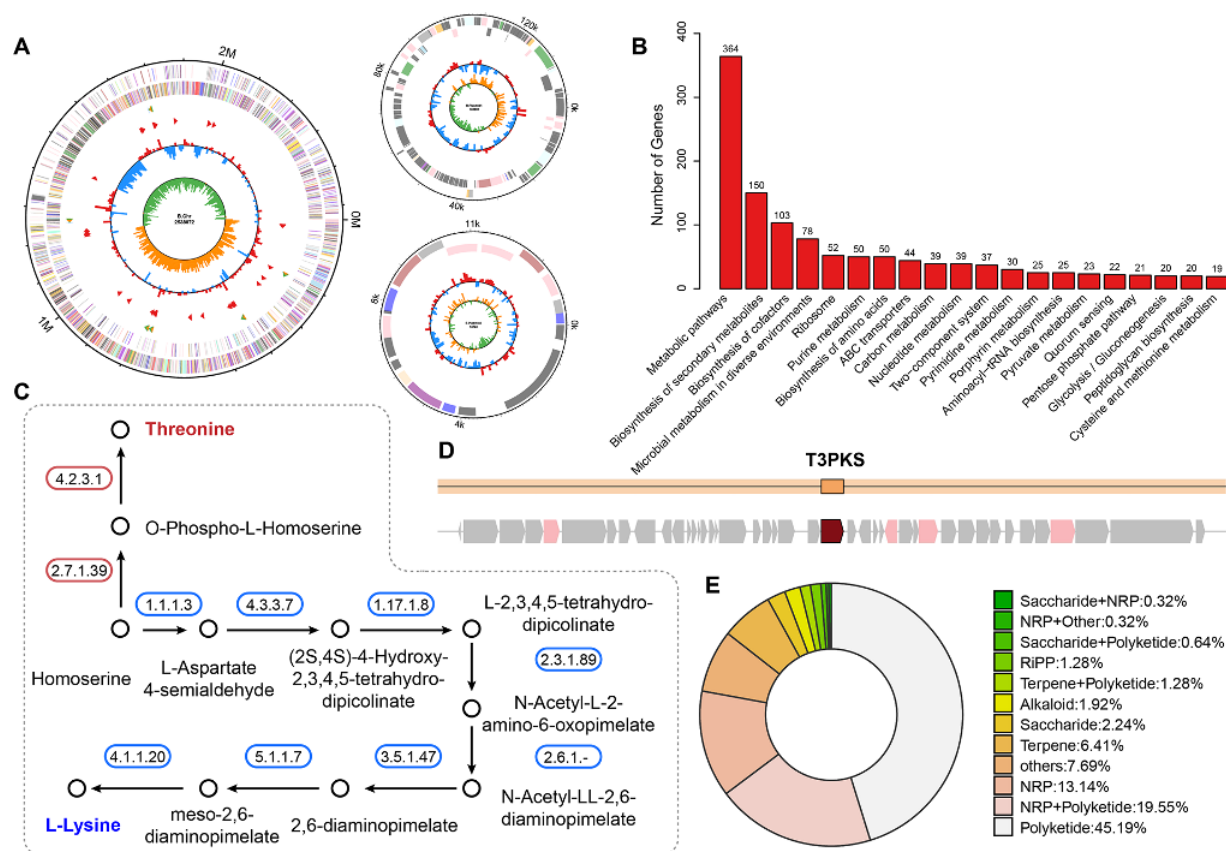 A
2M
0M
1M
B.Chr
120k
80k
0k
40k
11k
6k
0k
4k
B
Number of Genes
400
300
200
100
0
364
150
103
78
52
50
50
44
39
39
37
30
25
25
23
22
21
20
20
19
Metabolic pathways
Biosynthesis of secondary metabolites
Biosynthesis of cofactors
Microbial metabolism in diverse environments
Ribosome
Purine metabolism
Biosynthesis of amino acids
ABC transporters
Carbon metabolism
Nucleotide metabolism
Two-component system
Pyrimidine metabolism
Porphyrin metabolism
Aminoacyl-tRNA biosynthesis
Pyruvate metabolism
Quorum sensing
Pentose phosphate pathway
Glycolysis / Gluconeogenesis
Peptidoglycan biosynthesis
Cysteine and methionine metabolism
C
Threonine
4.2.3.1
O-Phospho-L-Homoserine
2.7.1.39
1.1.1.3
4.3.3.7
1.17.1.8
Homoserine
L-Aspartate
4-semialdehyde
(2S,4S)-4-Hydroxy-
2,3,4,5-tetrahydro-
dipicolinate
L-2,3,4,5-tetrahydro-
dipicolinate
2.3.1.89
N-Acetyl-L-2-
amino-6-oxopimelate
2.6.1.-
N-Acetyl-LL-2,6-
diaminopimelate
3.5.1.47
2,6-diaminopimelate
5.1.1.7
meso-2,6-
diaminopimelate
4.1.1.20
L-Lysine
D
T3PKS
E
Saccharide+NRP:0.32%
NRP+Other:0.32%
Saccharide+Polyketide:0.64%
RiPP:1.28%
Terpene+Polyketide:1.28%
Alkaloid:1.92%
Saccharide:2.24%
Terpene:6.41%
others:7.69%
NRP:13.14%
NRP+Polyketide:19.55%
Polyketide:45.19%